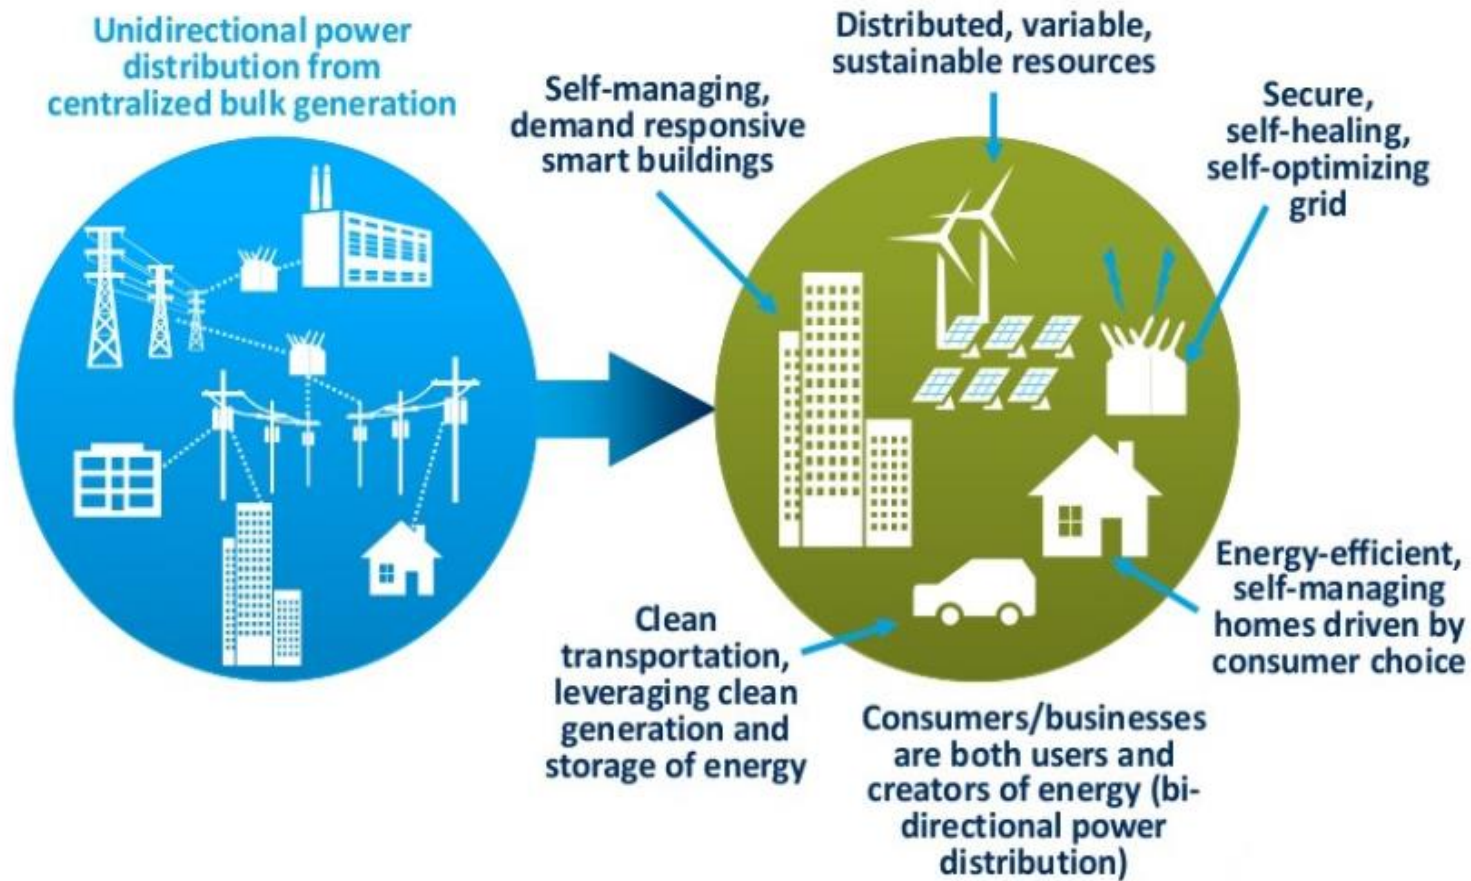 Unidirectional power
distribution from
centralized bulk generation
Self-managing,
demand responsive
smart buildings
Distributed, variable,
sustainable resources
Secure,
self-healing,
self-optimizing
grid
Energy-efficient,
self-managing
homes driven by
consumer choice
Clean
transportation,
leveraging clean
generation and
storage of energy
Consumers/businesses
are both users and
creators of energy (bi-
directional power
distribution)